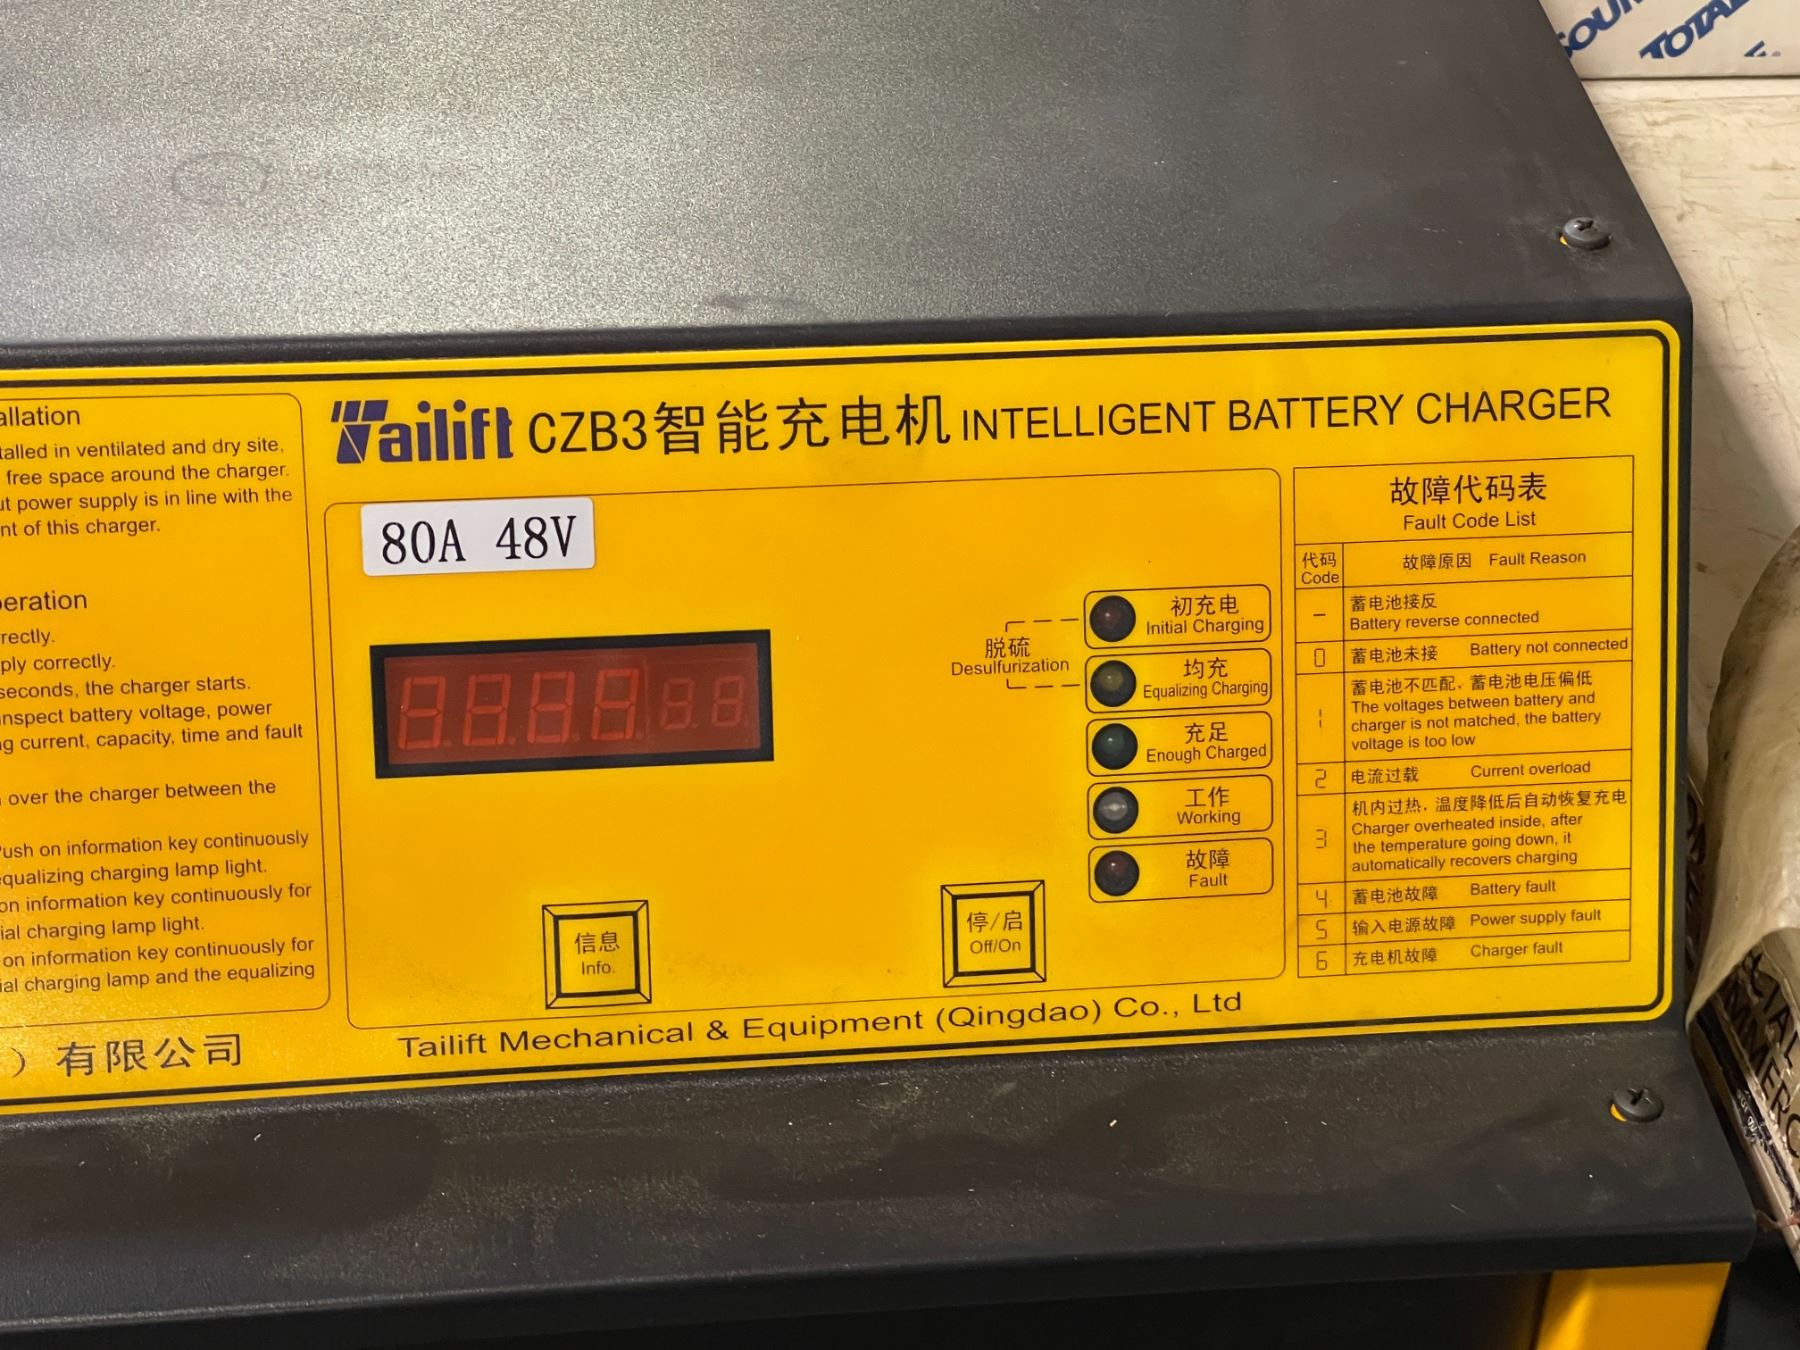 SOUN
TOTA
allation
talled in ventilated and dry site,
free space around the charger.
ut power supply is in line with the
nt of this charger.
eration
rectly.
ply correctly.
seconds, the charger starts.
inspect battery voltage, power
g current, capacity, time and fault
over the charger between the
Push on information key continuously
equalizing charging lamp light.
on information key continuously for
ial charging lamp light.
on information key continuously for
ial charging lamp and the equalizing
）有限公司
Tailift CZB3智能充电机 INTELLIGENT BATTERY CHARGER
80A 48V
脱硫
Desulfurization
初充电
Initial Charging
均充
Equalizing Charging
充足
Enough Charged
工作
Working
故障
Fault
信息
Info.
停/启
Off/On
Tailift Mechanical & Equipment (Qingdao) Co., Ltd
故障代码表
Fault Code List
代码
Code
故障原因 Fault Reason
– 蓄电池接反
Battery reverse connected
0 蓄电池未接 Battery not connected
1 蓄电池不匹配，蓄电池电压偏低
The voltages between battery and
charger is not matched, the battery
voltage is too low
2 电流过载 Current overload
3 机内过热，温度降低后自动恢复充电
Charger overheated inside, after
the temperature going down, it
automatically recovers charging
4 蓄电池故障 Battery fault
5 输入电源故障 Power supply fault
6 充电机故障 Charger fault